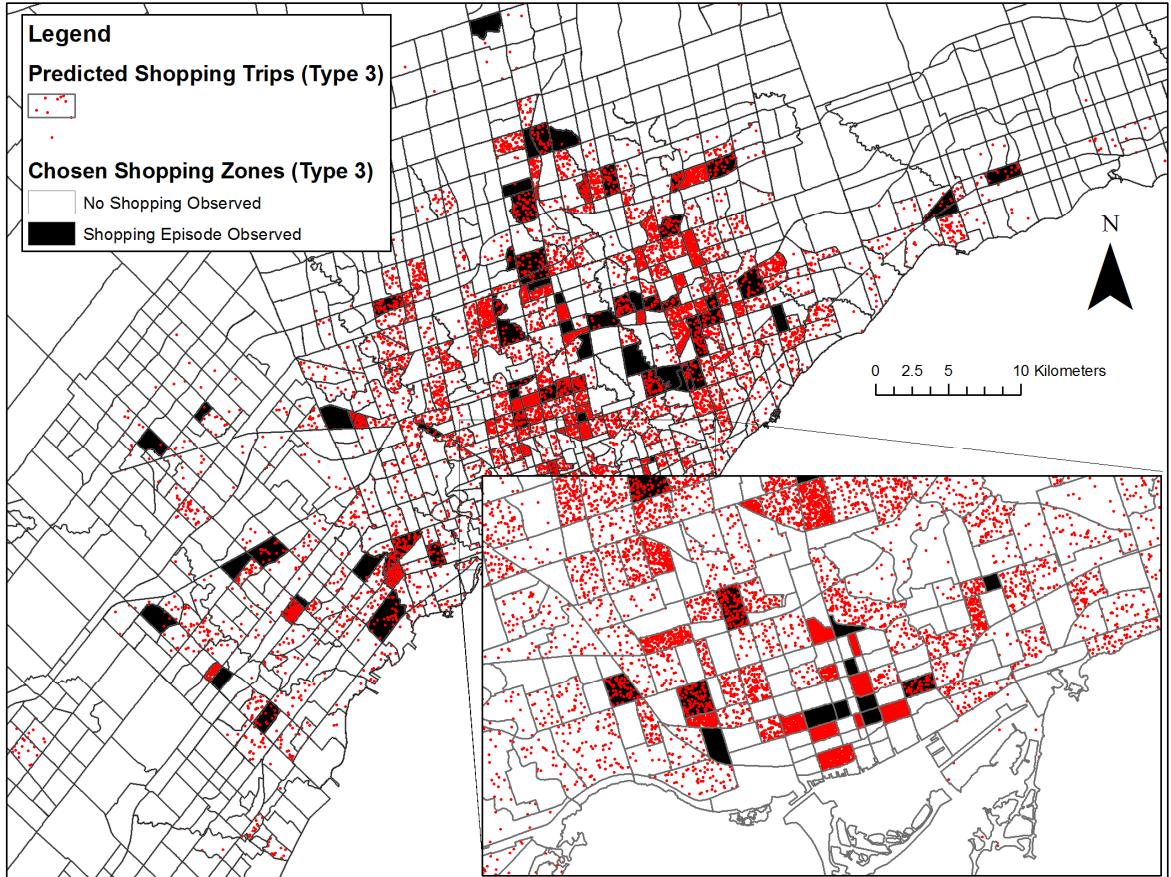 Legend
Predicted Shopping Trips (Type 3)
Chosen Shopping Zones (Type 3)
No Shopping Observed
Shopping Episode Observed
N
0 2.5 5 10 Kilometers